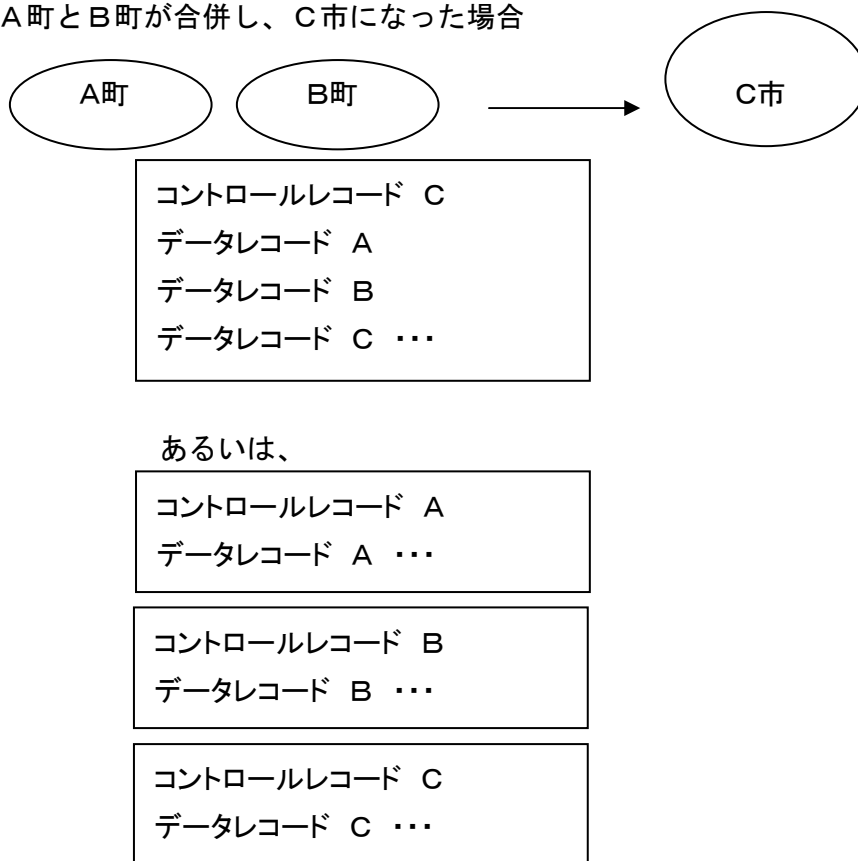 A町とB町が合併し、C市になった場合
A町 B町 C市
コントロールレコード C
データレコード A
データレコード B
データレコード C ・・・
あるいは、
コントロールレコード A
データレコード A ・・・
コントロールレコード B
データレコード B ・・・
コントロールレコード C
データレコード C ・・・